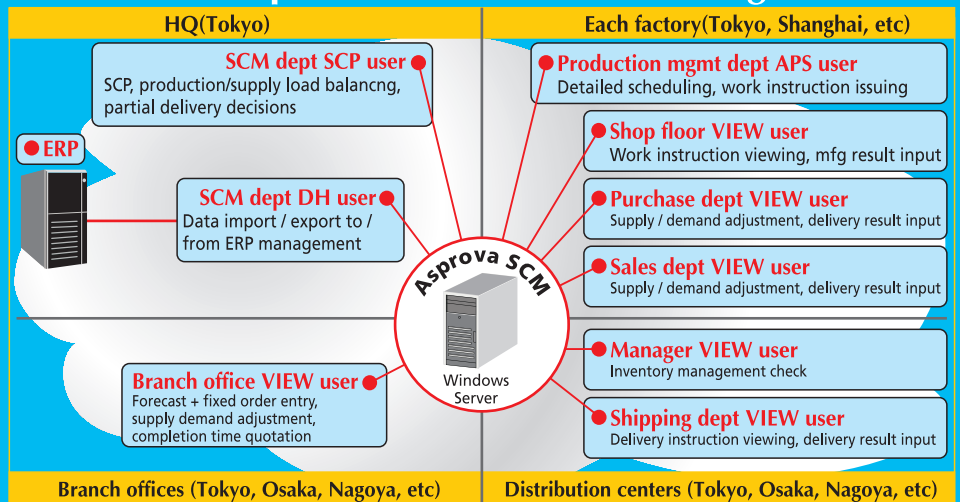 HQ(Tokyo)
Each factory(Tokyo, Shanghai, etc)
SCM dept SCP user
SCP, production/supply load balancng,
partial delivery decisions
ERP
SCM dept DH user
Data import / export to /
from ERP management
Production mgmt dept APS user
Detailed scheduling, work instruction issuing
Shop floor VIEW user
Work instruction viewing, mfg result input
Purchase dept VIEW user
Supply / demand adjustment, delivery result input
Sales dept VIEW user
Supply / demand adjustment, delivery result input
Asprova SCM
Windows
Server
Branch office VIEW user
Forecast + fixed order entry,
supply demand adjustment,
completion time quotation
Manager VIEW user
Inventory management check
Shipping dept VIEW user
Delivery instruction viewing, delivery result input
Branch offices (Tokyo, Osaka, Nagoya, etc)
Distribution centers (Tokyo, Osaka, Nagoya, etc)